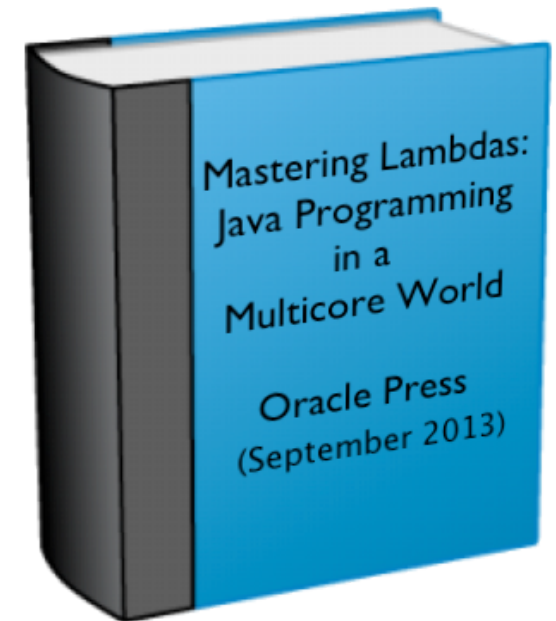 Mastering Lambdas:
Java Programming
in a
Multicore World
Oracle Press
(September 2013)